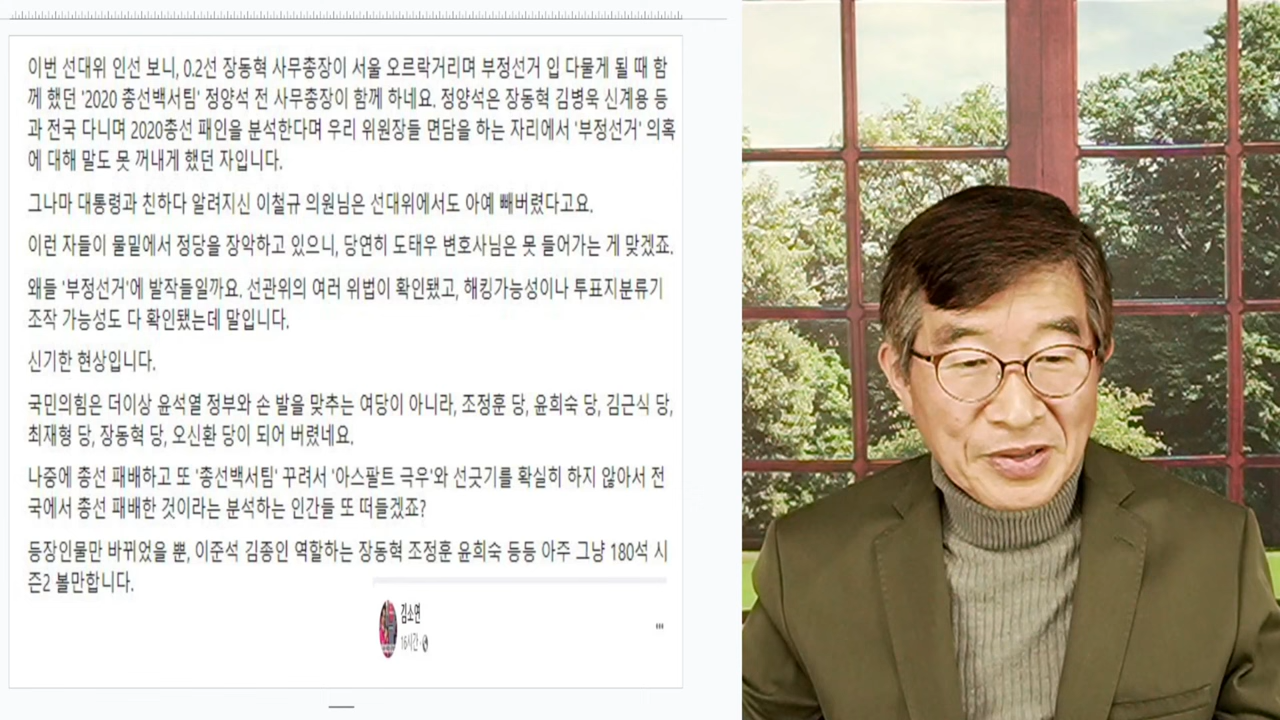 이번 선대위 인선 보니, 0.2선 장동혁 사무총장이 서울 오르락거리며 부정선거 입 다물게 될 때 함
께 했던 '2020 총선백서팀' 정양석 전 사무총장이 함께 하네요. 정양석은 장동혁 김병욱 신계용 등
과 전국 다니며 2020총선 패인을 분석한다며 우리 위원장들 면담을 하는 자리에서 '부정선거' 의혹
에 대해 말도 못 꺼내게 했던 자입니다.
그나마 대통령과 친하다 알려지신 이철규 의원님은 선대위에서도 아예 빼버렸다고요.
이런 자들이 물밑에서 정당을 장악하고 있으니, 당연히 도태우 변호사님은 못 들어가는 게 맞겠죠.
왜들 '부정선거'에 발작들일까요. 선관위의 여러 위법이 확인됐고, 해킹가능성이나 투표지분류기
조작 가능성도 다 확인됐는데 말입니다.
신기한 현상입니다.
국민의힘은 더이상 윤석열 정부와 손 발을 맞추는 여당이 아니라, 조정훈 당, 윤희숙 당, 김근식 당,
최재형 당, 장동혁 당, 오신환 당이 되어 버렸네요.
나중에 총선 패배하고 또 '총선백서팀' 꾸려서 '아스팔트 극우'와 선긋기를 확실히 하지 않아서 전
국에서 총선 패배한 것이라는 분석하는 인간들 또 떠들겠죠?
등장인물만 바뀌었을 뿐, 이준석 김종인 역할하는 장동혁 조정훈 윤희숙 등등 아주 그냥 180석 시
즌2 볼만합니다.
김소연
16시간